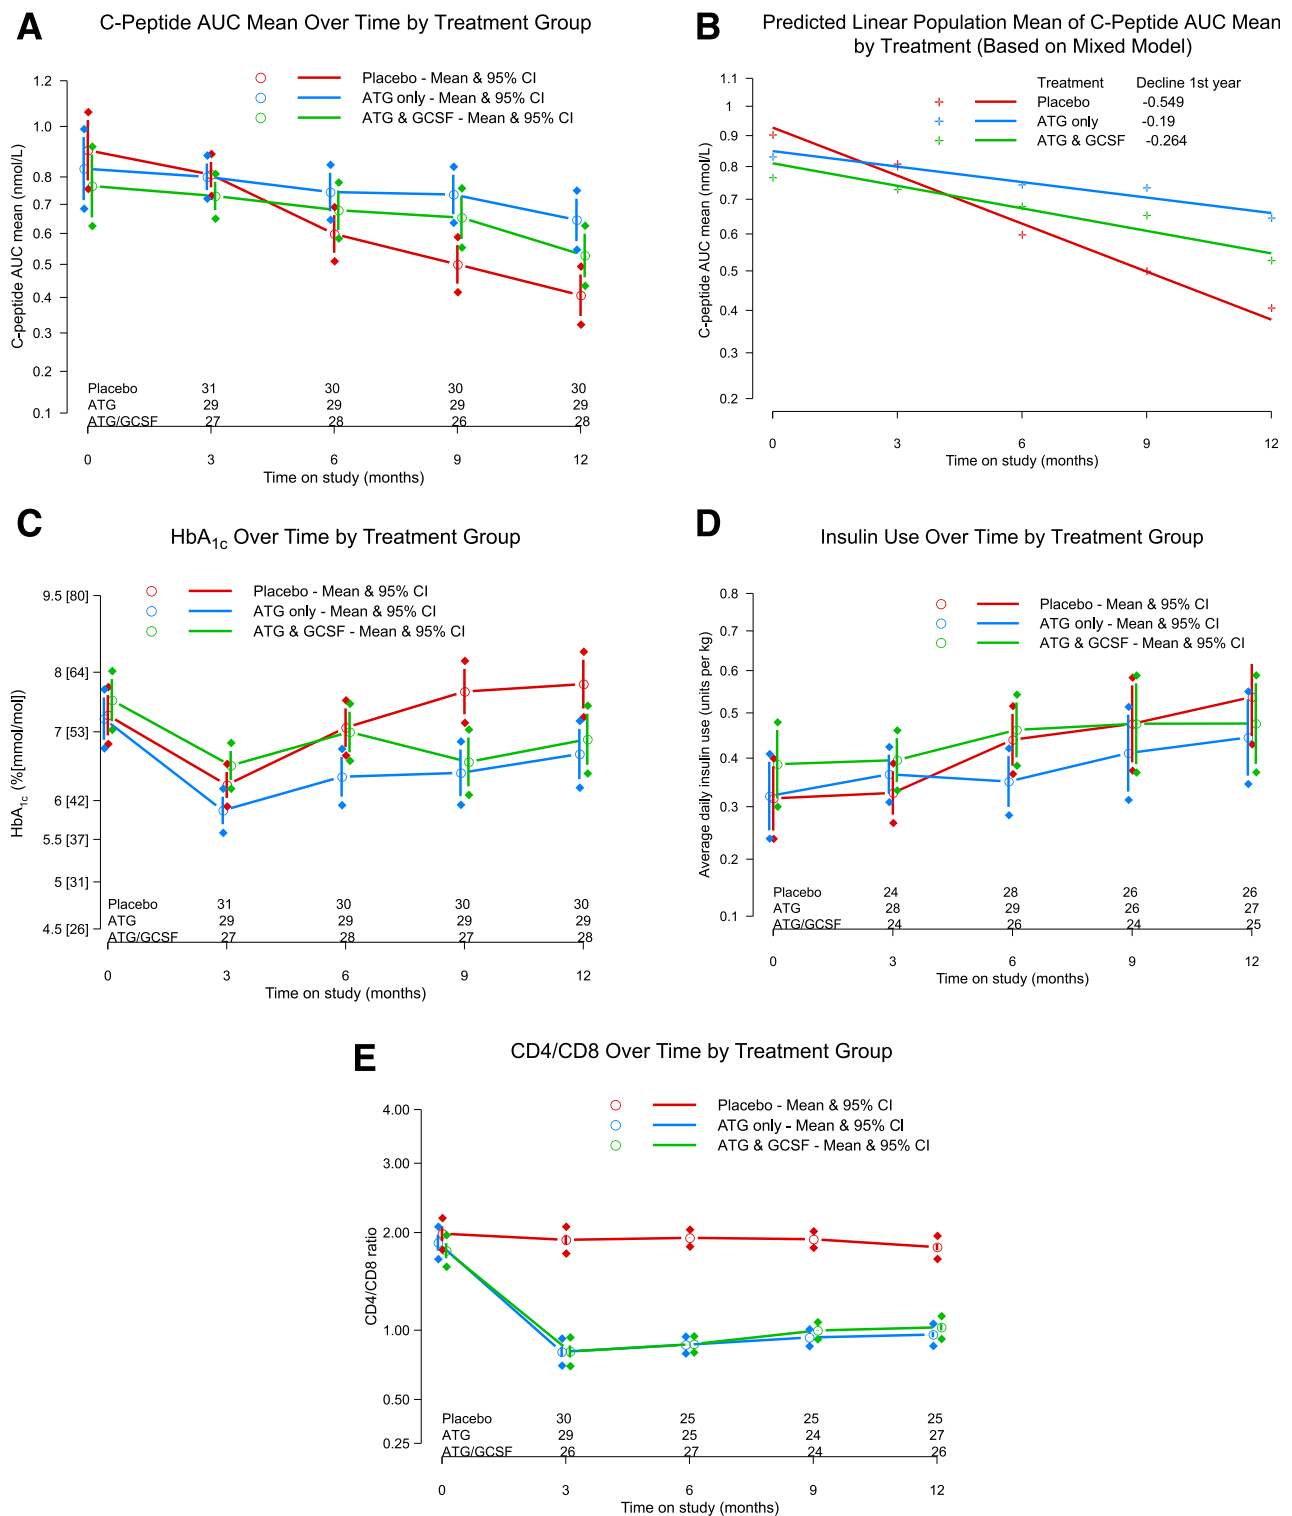 A
C-Peptide AUC Mean Over Time by Treatment Group
Placebo - Mean & 95% CI
ATG only - Mean & 95% CI
ATG & GCSF - Mean & 95% CI
C-peptide AUC mean (nmol/L)
1.2
1.0
0.8
0.7
0.6
0.5
0.4
0.3
0.2
0.1
Placebo 31 30 30 30
ATG 29 29 29 29
ATG/GCSF 27 28 26 28
0 3 6 9 12
Time on study (months)
B
Predicted Linear Population Mean of C-Peptide AUC Mean
by Treatment (Based on Mixed Model)
Treatment Decline 1st year
Placebo -0.549
ATG only -0.19
ATG & GCSF -0.264
C-peptide AUC mean (nmol/L)
1.1
1
0.9
0.8
0.7
0.6
0.5
0.4
0.3
0.2
0 3 6 9 12
Time on study (months)
C
HbA1c Over Time by Treatment Group
Placebo - Mean & 95% CI
ATG only - Mean & 95% CI
ATG & GCSF - Mean & 95% CI
HbA1c (%[mmol/mol])
9.5 [80]
8 [64]
7 [53]
6 [42]
5.5 [37]
5 [31]
4.5 [26]
Placebo 31 30 30 30
ATG 29 29 29 29
ATG/GCSF 27 28 27 28
0 3 6 9 12
Time on study (months)
D
Insulin Use Over Time by Treatment Group
Placebo - Mean & 95% CI
ATG only - Mean & 95% CI
ATG & GCSF - Mean & 95% CI
Average daily insulin use (units per kg)
0.8
0.7
0.6
0.5
0.4
0.3
0.2
0.1
Placebo 24 28 26 26
ATG 28 29 26 27
ATG/GCSF 24 26 24 25
0 3 6 9 12
Time on study (months)
E
CD4/CD8 Over Time by Treatment Group
Placebo - Mean & 95% CI
ATG only - Mean & 95% CI
ATG & GCSF - Mean & 95% CI
CD4/CD8 ratio
4.00
3.00
2.00
1.00
0.50
0.25
Placebo 30 25 25 25
ATG 29 25 24 27
ATG/GCSF 26 27 24 26
0 3 6 9 12
Time on study (months)